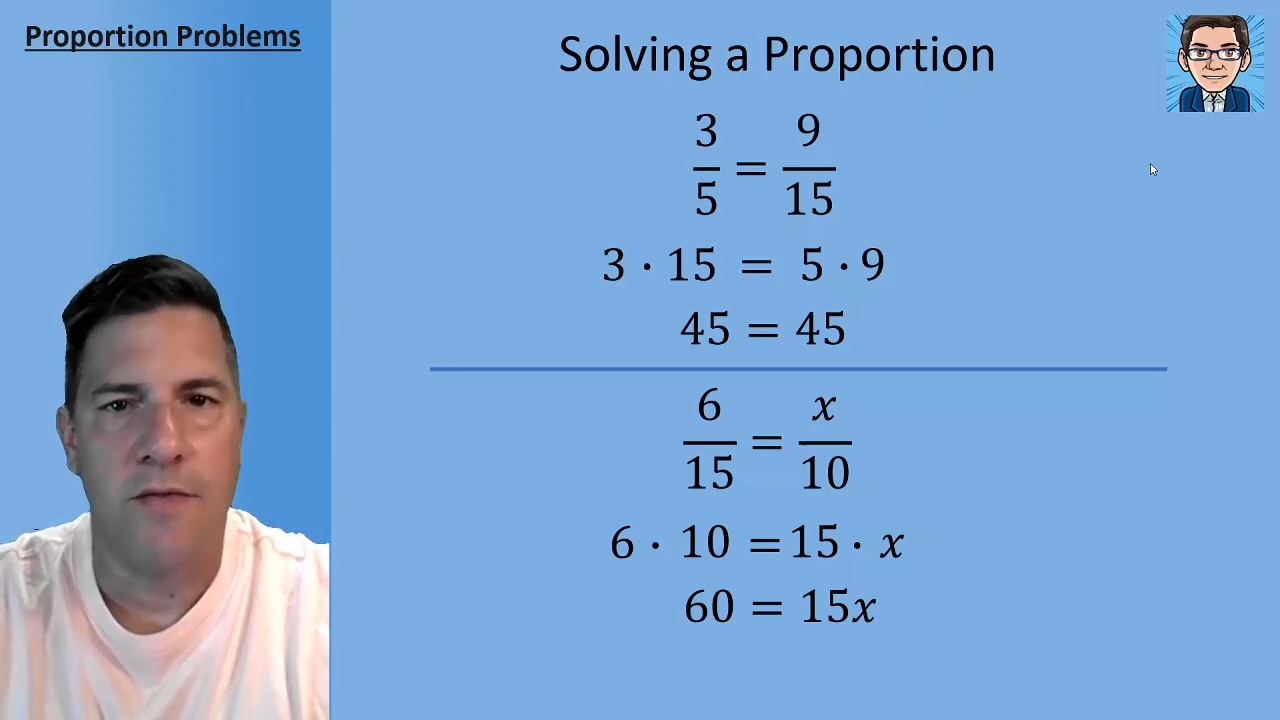 Proportion Problems
Solving a Proportion
3/5 = 9/15
3 · 15 = 5 · 9
45 = 45
6/15 = x/10
6 · 10 = 15 · x
60 = 15x